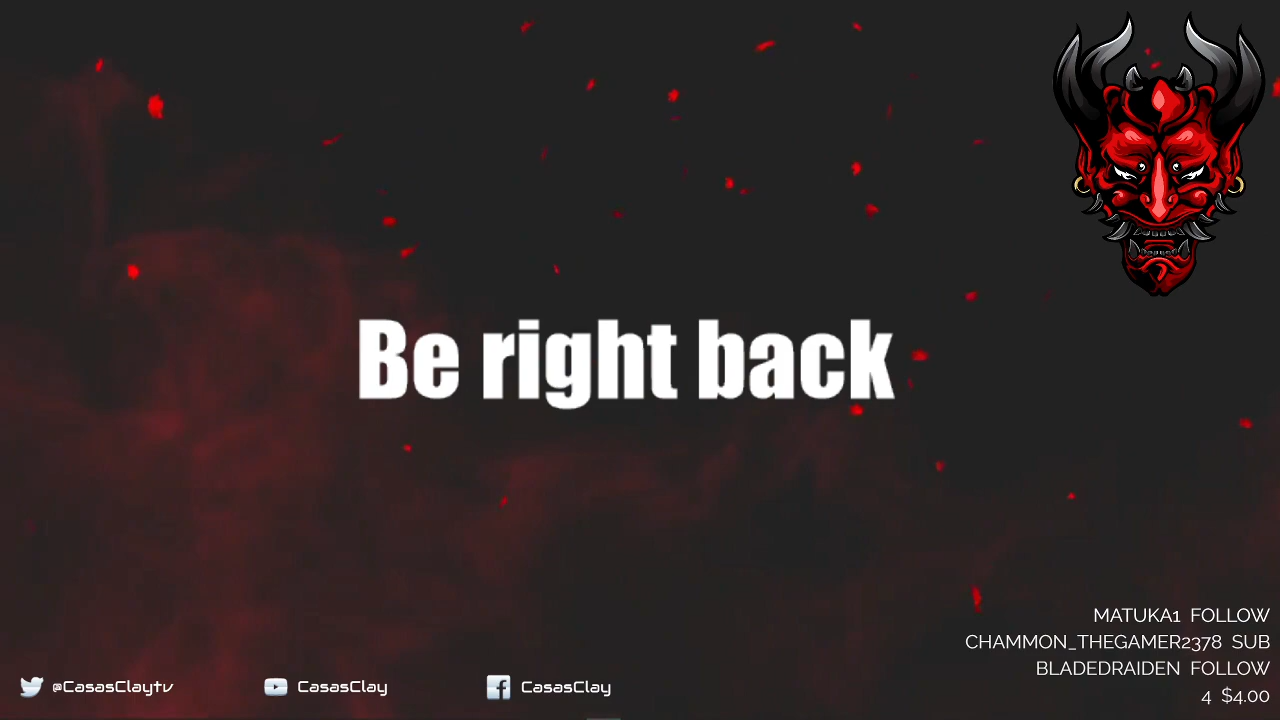 Be right back
MATUKA1 FOLLOW
CHAMMON_THEGAMER2378 SUB
BLADEDRAIDEN FOLLOW
4 $4.00
@CasasClaytv CasasClay CasasClay